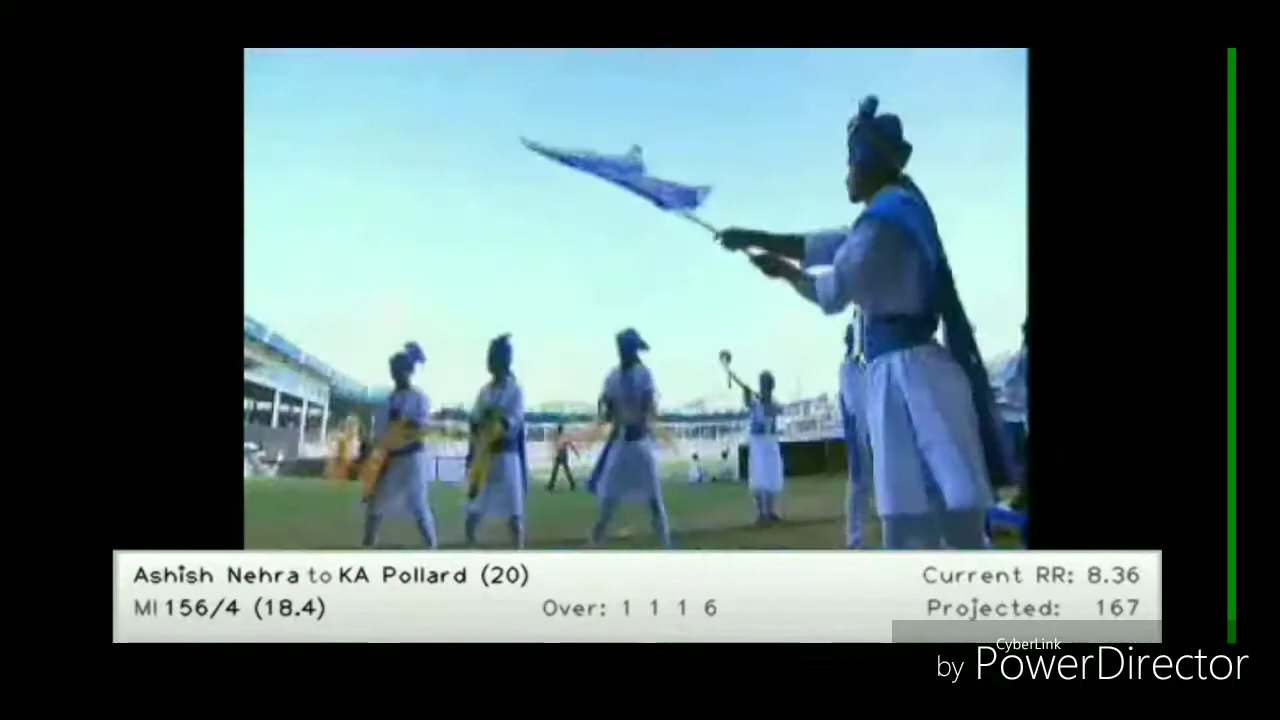 Ashish Nehra to KA Pollard (20)
Current RR: 8.36
MI 156/4 (18.4)
Over: 1 1 1 6
Projected: 167
CyberLink
by PowerDirector